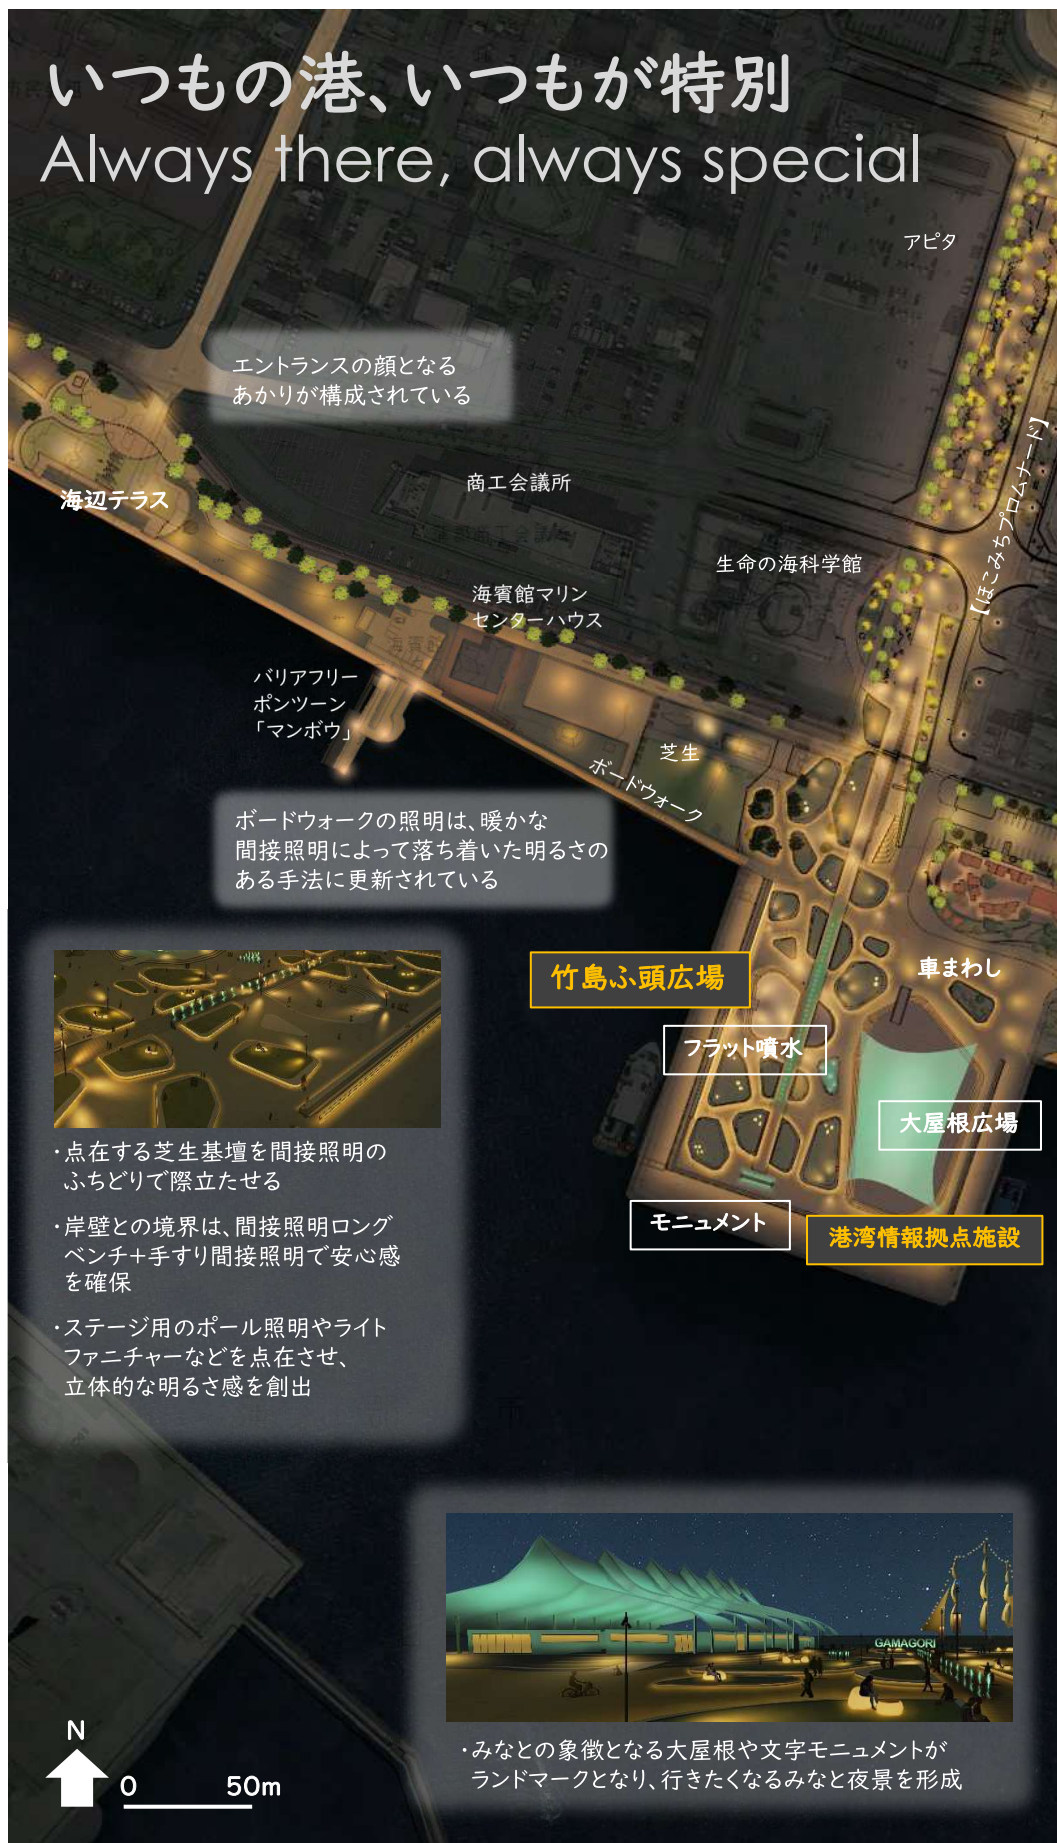 いつもの港、いつもが特別
Always there, always special
アピタ
エントランスの顔となる
あかりが構成されている
【ほこみちプロムナード】
商工会議所
海辺テラス
生命の海科学館
海賓館マリン
センターハウス
バリアフリー
ポンツーン
「マンボウ」
芝生
ボードウォーク
ボードウォークの照明は、暖かな
間接照明によって落ち着いた明るさの
ある手法に更新されている
竹島ふ頭広場
車まわし
フラット噴水
大屋根広場
モニュメント
港湾情報拠点施設
・点在する芝生基壇を間接照明の
ふちどりで際立たせる
・岸壁との境界は、間接照明ロング
ベンチ+手すり間接照明で安心感
を確保
・ステージ用のポール照明やライト
ファニチャーなどを点在させ、
立体的な明るさ感を創出
GAMAGORI
・みなとの象徴となる大屋根や文字モニュメントが
ランドマークとなり、行きたくなるみなと夜景を形成
N
0 50m